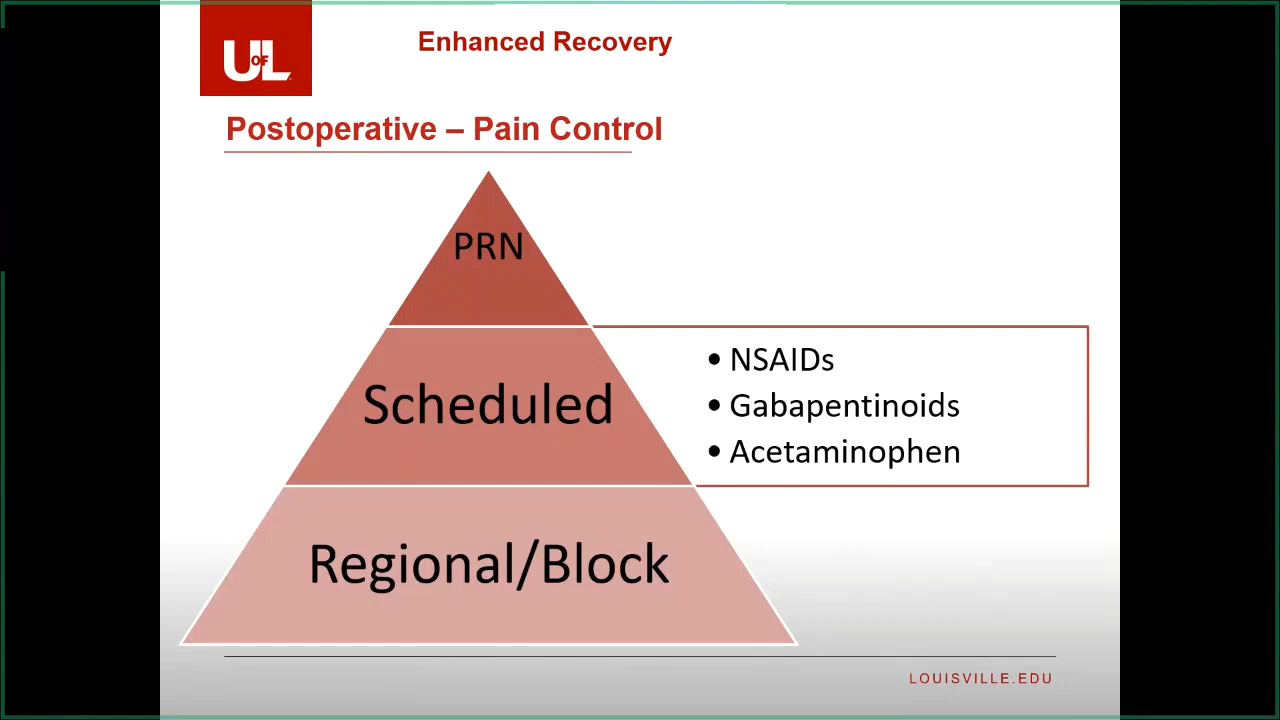 UOFL
Enhanced Recovery
Postoperative – Pain Control
PRN
Scheduled
• NSAIDs
• Gabapentinoids
• Acetaminophen
Regional/Block
LOUISVILLE.EDU